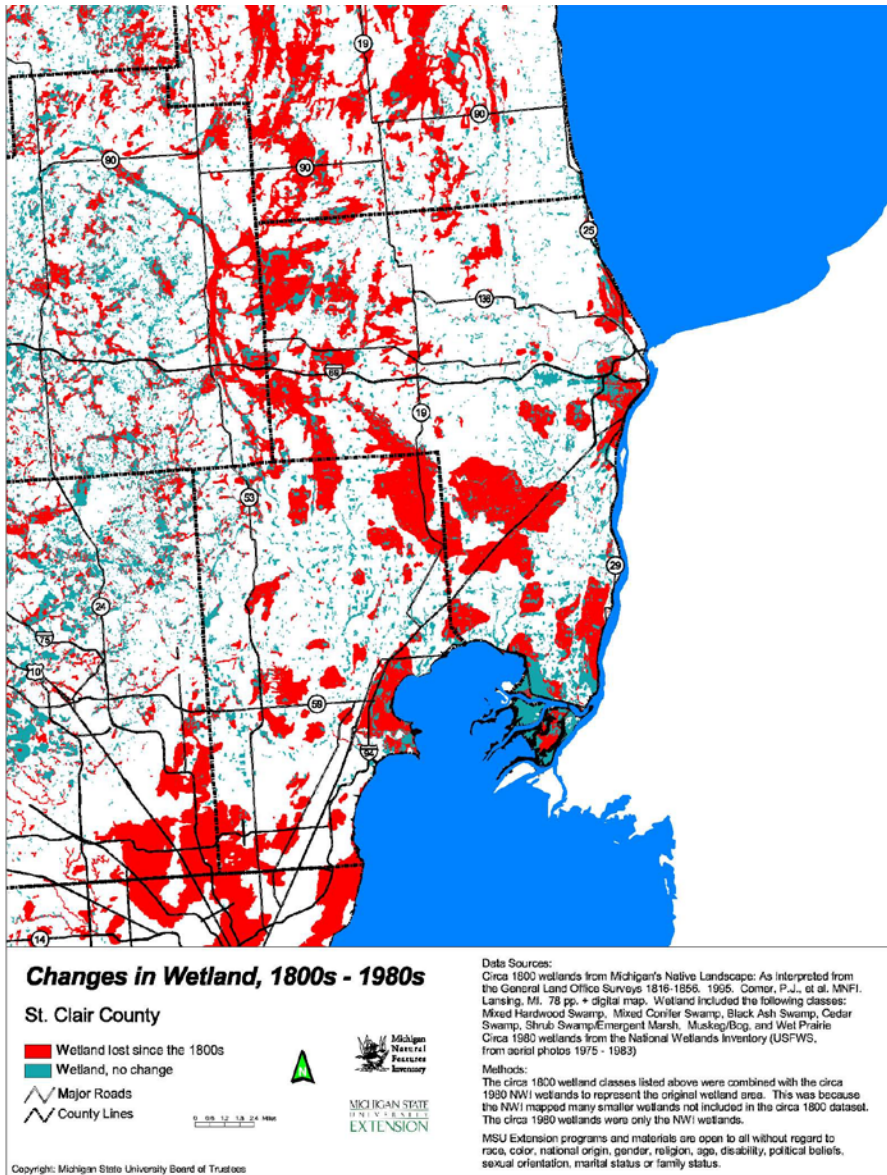 19
90
90
90
25
136
69
19
53
29
24
75
10
59
94
14
Changes in Wetland, 1800s - 1980s
St. Clair County
Wetland lost since the 1800s
Wetland, no change
Major Roads
County Lines
0 0.6 1.2 1.8 2.4 Miles
Michigan
Natural
Features
Inventory
MICHIGAN STATE
UNIVERSITY
EXTENSION
Copyright: Michigan State University Board of Trustees
Data Sources:
Circa 1800 wetlands from Michigan's Native Landscape: As Interpreted from
the General Land Office Surveys 1816-1856. 1995. Comer, P.J., et al. MNFI.
Lansing, MI. 78 pp. + digital map. Wetland included the following classes:
Mixed Hardwood Swamp, Mixed Conifer Swamp, Black Ash Swamp, Cedar
Swamp, Shrub Swamp/Emergent Marsh, Muskeg/Bog, and Wet Prairie
Circa 1980 wetlands from the National Wetlands Inventory (USFWS,
from aerial photos 1975 - 1983)
Methods:
The circa 1800 wetland classes listed above were combined with the circa
1980 NWI wetlands to represent the original wetland area. This was because
the NWI mapped many smaller wetlands not included in the circa 1800 dataset.
The circa 1980 wetlands were only the NWI wetlands.
MSU Extension programs and materials are open to all without regard to
race, color, national origin, gender, religion, age, disability, political beliefs,
sexual orientation, marital status or family status.